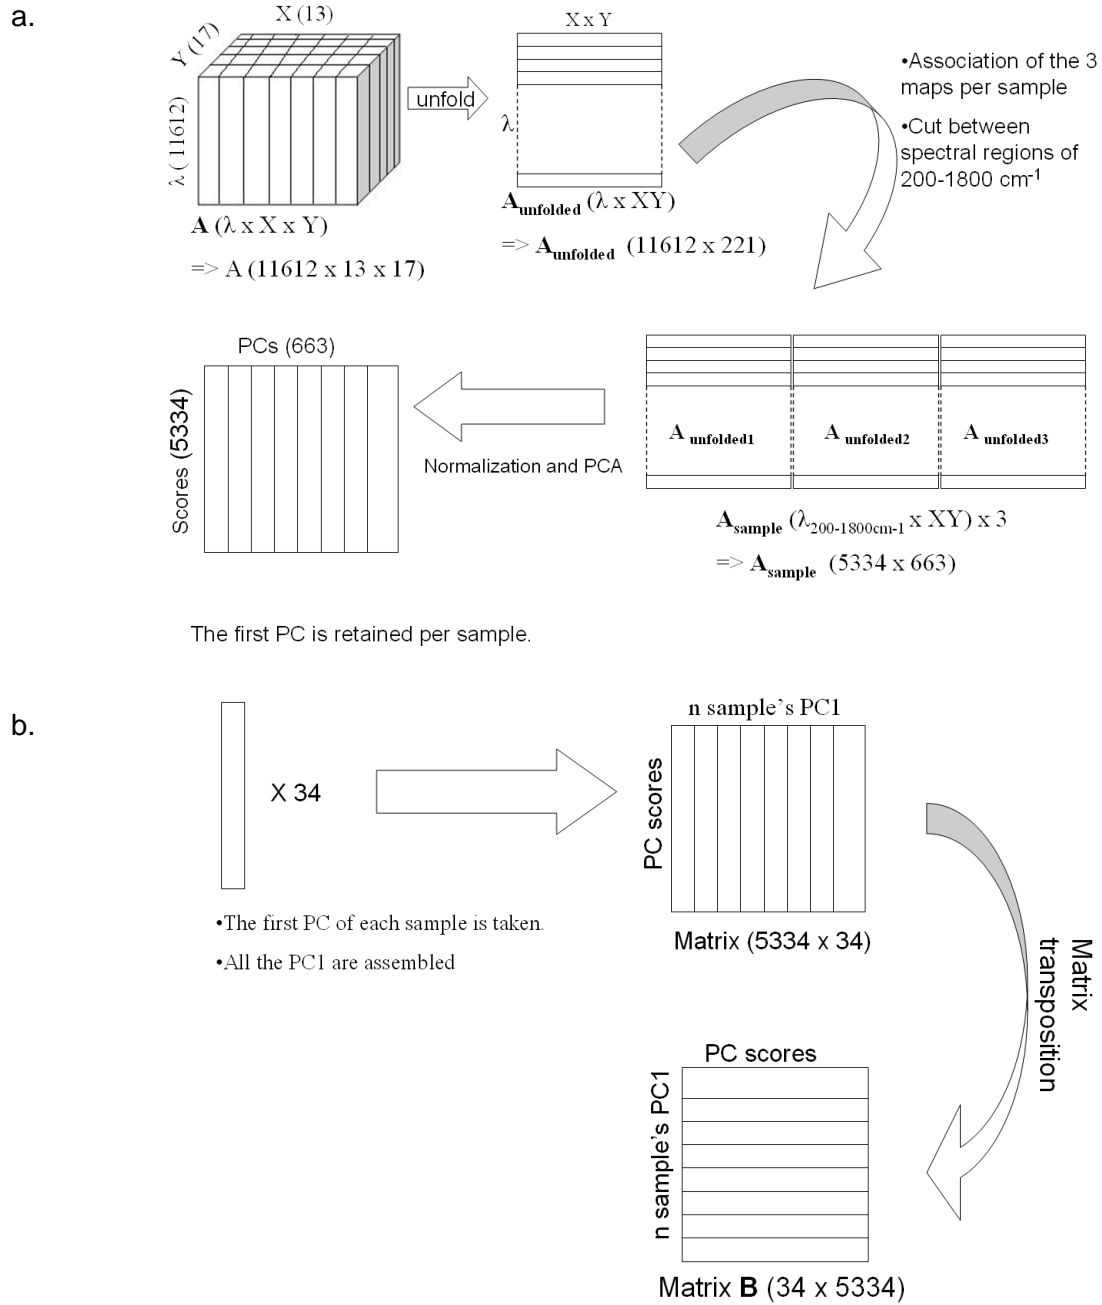 a.
X (13)
Y (17)
λ ( 11612)
A (λ x X x Y)
=> A (11612 x 13 x 17)
unfold
X x Y
λ
Aunfolded (λ x XY)
=> Aunfolded (11612 x 221)
•Association of the 3
maps per sample
•Cut between
spectral regions of
200-1800 cm-1
A unfolded1
A unfolded2
A unfolded3
Asample (λ200-1800cm-1 x XY) x 3
=> Asample (5334 x 663)
Normalization and PCA
PCs (663)
Scores (5334)
The first PC is retained per sample.
b.
X 34
•The first PC of each sample is taken.
•All the PC1 are assembled
n sample’s PC1
PC scores
Matrix (5334 x 34)
Matrix
transposition
PC scores
n sample’s PC1
Matrix B (34 x 5334)